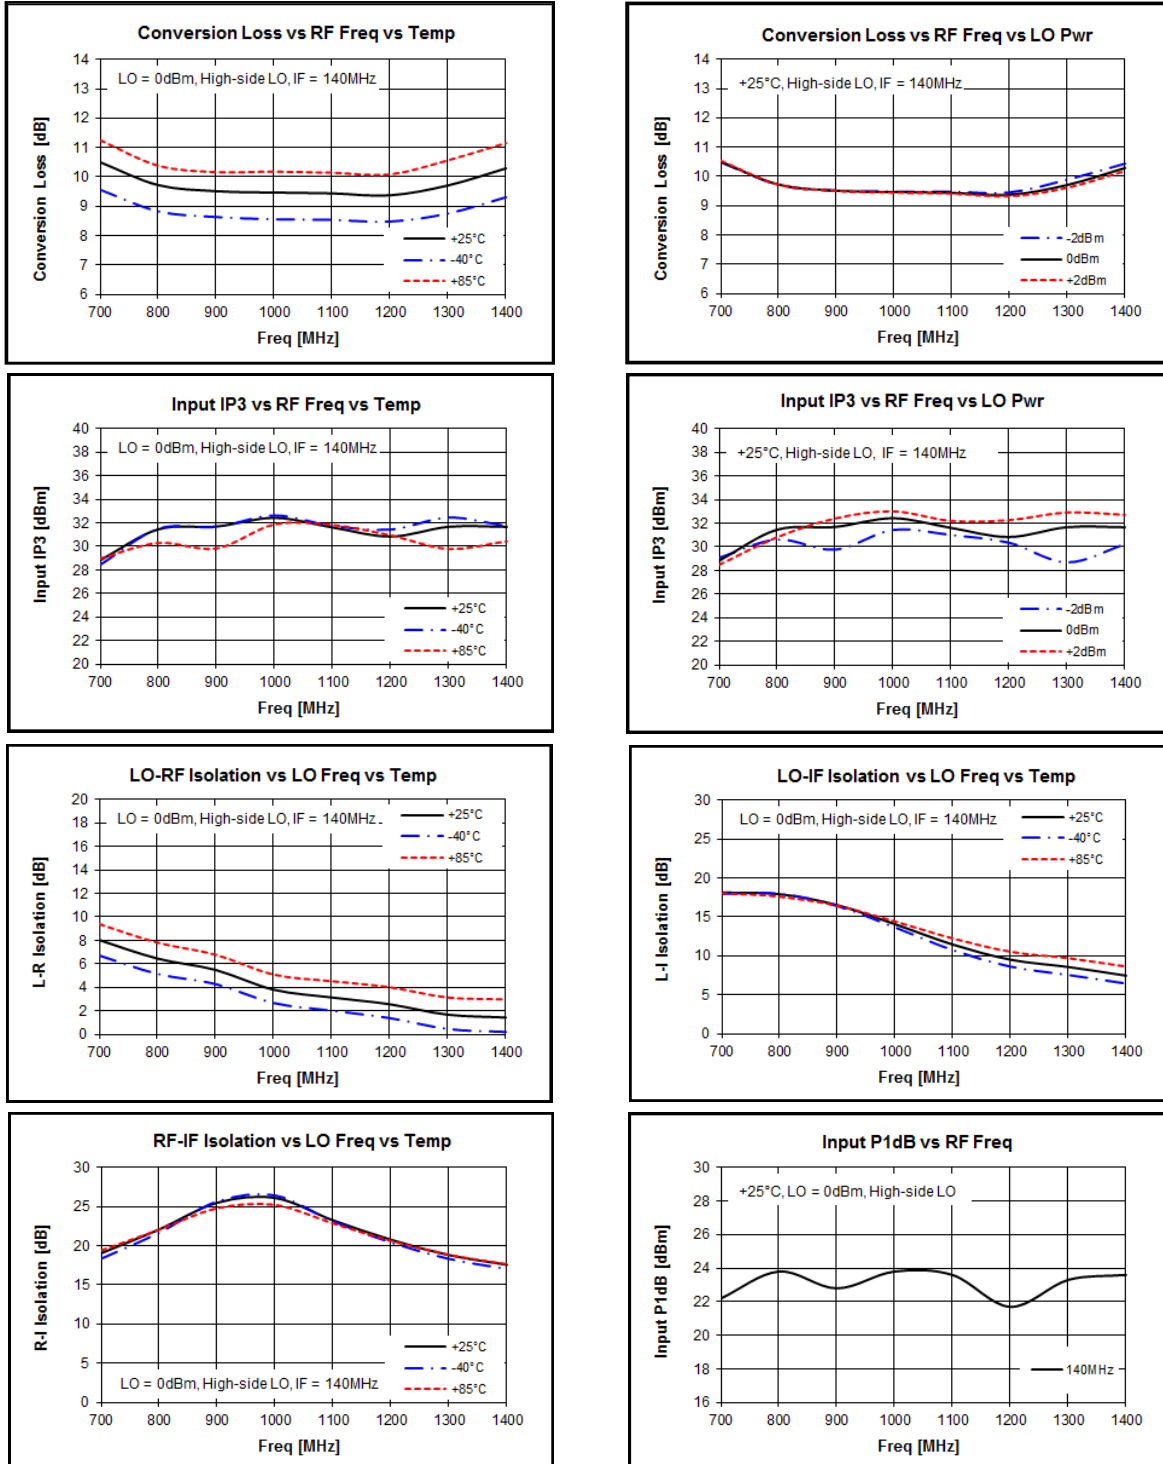 Conversion Loss vs RF Freq vs Temp
LO = 0dBm, High-side LO, IF = 140MHz
Conversion Loss [dB]
14
13
12
11
10
9
8
7
6
+25°C
-40°C
+85°C
700 800 900 1000 1100 1200 1300 1400
Freq [MHz]
Conversion Loss vs RF Freq vs LO Pwr
+25°C, High-side LO, IF = 140MHz
Conversion Loss [dB]
14
13
12
11
10
9
8
7
6
-2dBm
0dBm
+2dBm
700 800 900 1000 1100 1200 1300 1400
Freq [MHz]
Input IP3 vs RF Freq vs Temp
LO = 0dBm, High-side LO, IF = 140MHz
Input IP3 [dBm]
40
38
36
34
32
30
28
26
24
22
20
+25°C
-40°C
+85°C
700 800 900 1000 1100 1200 1300 1400
Freq [MHz]
Input IP3 vs RF Freq vs LO Pwr
+25°C, High-side LO, IF = 140MHz
Input IP3 [dBm]
40
38
36
34
32
30
28
26
24
22
20
-2dBm
0dBm
+2dBm
700 800 900 1000 1100 1200 1300 1400
Freq [MHz]
LO-RF Isolation vs LO Freq vs Temp
LO = 0dBm, High-side LO, IF = 140MHz
L-R Isolation [dB]
20
18
16
14
12
10
8
6
4
2
0
+25°C
-40°C
+85°C
700 800 900 1000 1100 1200 1300 1400
Freq [MHz]
LO-IF Isolation vs LO Freq vs Temp
LO = 0dBm, High-side LO, IF = 140MHz
L-I Isolation [dB]
30
25
20
15
10
5
0
+25°C
-40°C
+85°C
700 800 900 1000 1100 1200 1300 1400
Freq [MHz]
RF-IF Isolation vs LO Freq vs Temp
R-I Isolation [dB]
30
25
20
15
10
5
0
+25°C
-40°C
+85°C
LO = 0dBm, High-side LO, IF = 140MHz
700 800 900 1000 1100 1200 1300 1400
Freq [MHz]
Input P1dB vs RF Freq
+25°C, LO = 0dBm, High-side LO
Input P1dB [dBm]
30
28
26
24
22
20
18
16
140MHz
700 800 900 1000 1100 1200 1300 1400
Freq [MHz]